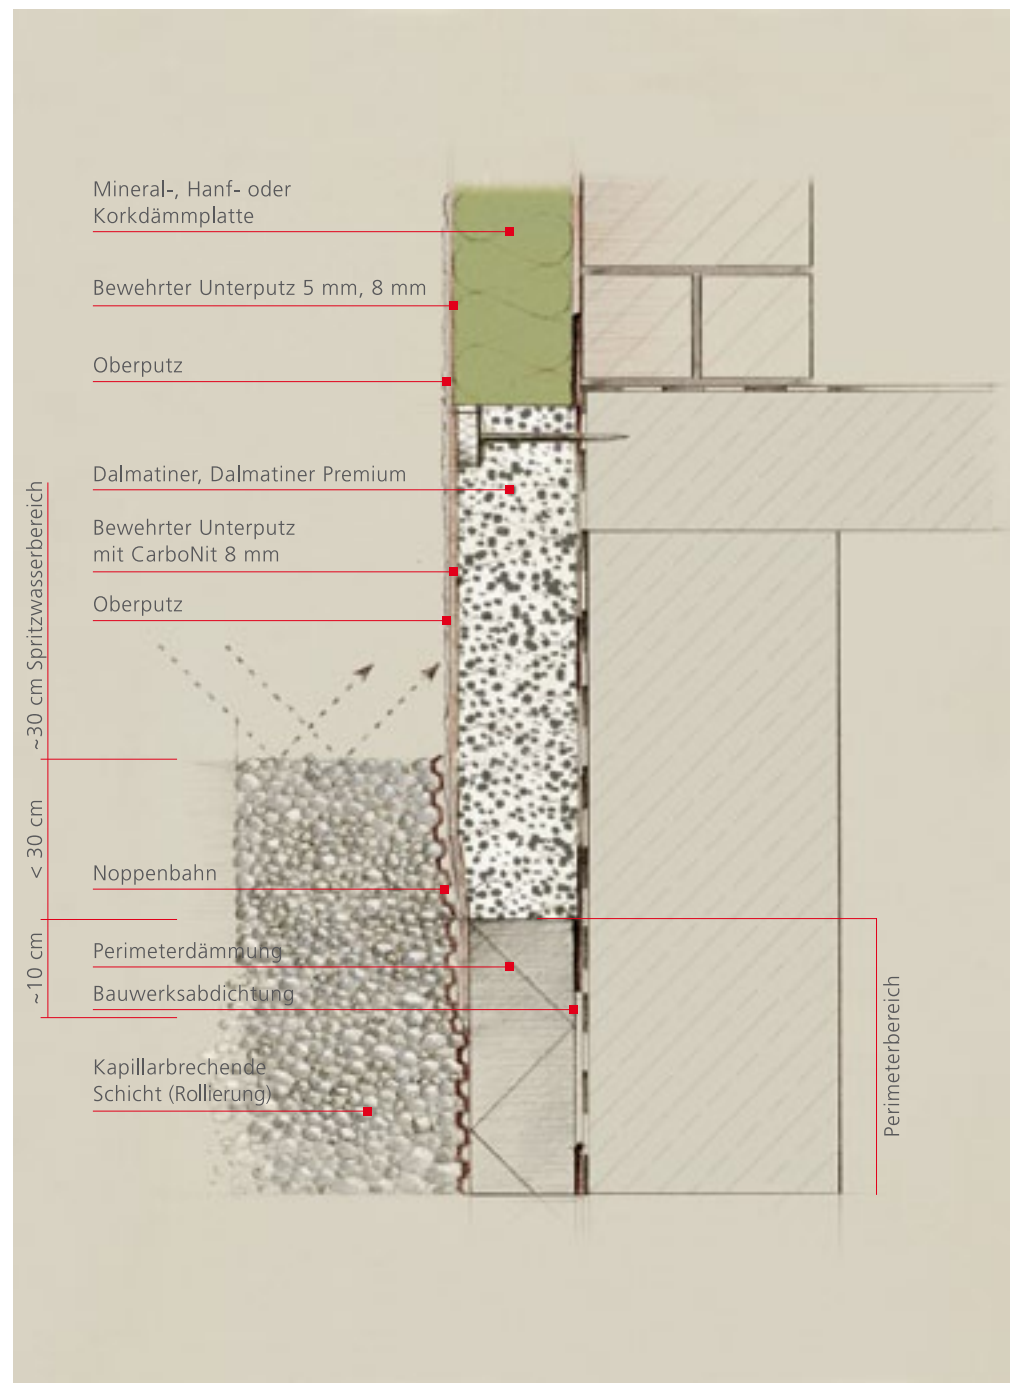 Mineral-, Hanf- oder
Korkdämmplatte
Bewehrter Unterputz 5 mm, 8 mm
Oberputz
Dalmatiner, Dalmatiner Premium
Bewehrter Unterputz
mit CarboNit 8 mm
Oberputz
~30 cm Spritzwasserbereich
< 30 cm
~10 cm
Noppenbahn
Perimeterdämmung
Bauwerksabdichtung
Kapillarbrechende
Schicht (Rollierung)
Perimeterbereich